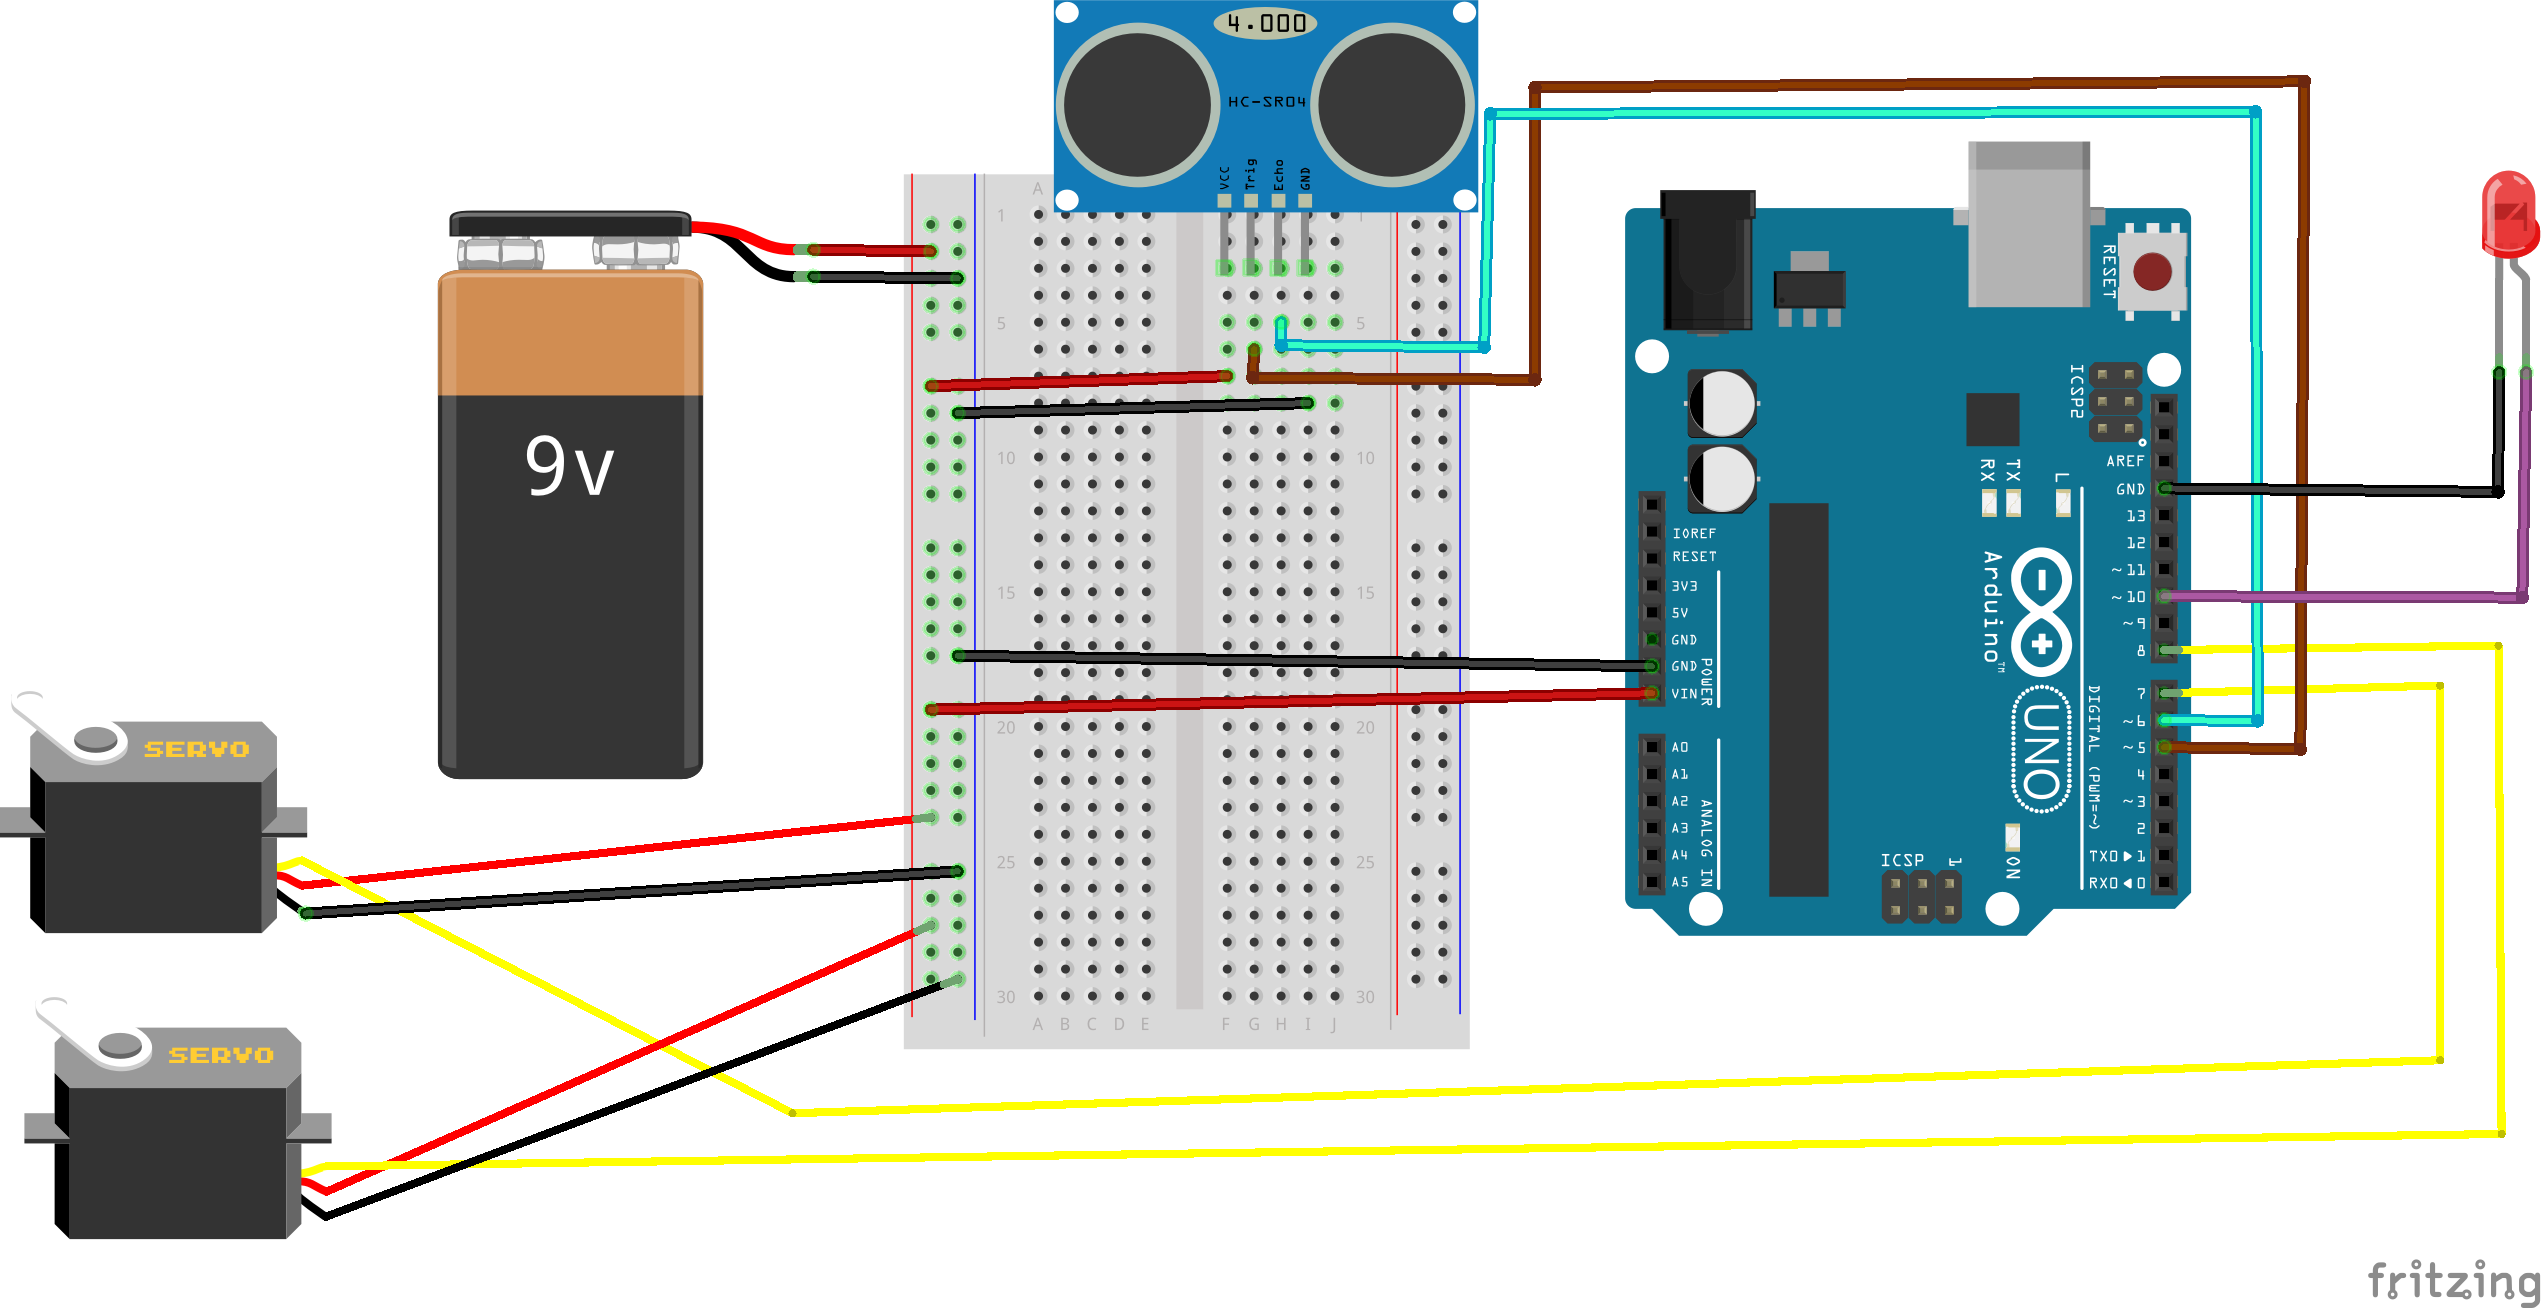 4.000
HC-SR04
VCC
Trig
Echo
GND
A
1
1
5
5
10
10
15
15
20
20
25
25
30
30
A B C D E
F G H I J
9V
SERVO
SERVO
RESET
ICSP2
AREF
GND
13
12
~11
~10
~9
8
7
~6
~5
4
~3
2
TX0▶1
RX0◀0
RX
TX
L
IOREF
RESET
3V3
5V
GND
GND
VIN
POWER
A0
A1
A2
A3
A4
A5
ANALOG IN
Arduino™
UNO
DIGITAL (PWM=~)
ICSP
1
ON
fritzing